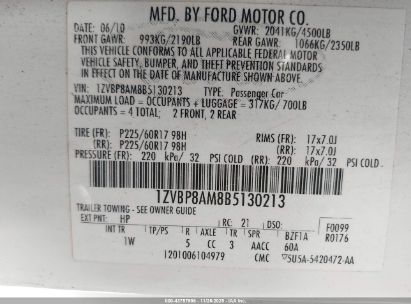 MFD. BY FORD MOTOR CO.
DATE: 06/10 GVWR: 2041KG/4500LB
FRONT GAWR: 993KG/2190LB REAR GAWR: 1066KG/2350LB
THIS VEHICLE CONFORMS TO ALL APPLICABLE FEDERAL MOTOR
VEHICLE SAFETY, BUMPER, AND THEFT PREVENTION STANDARDS
IN EFFECT ON THE DATE OF MANUFACTURE SHOWN ABOVE.
VIN: 1ZVBP8AM8B5130213 TYPE: Passenger Car
MAXIMUM LOAD = OCCUPANTS + LUGGAGE = 317KG/ 700LB
OCCUPANTS = 4 TOTAL, 2 FRONT, 2 REAR
TIRE (FR): P225/60R17 98H RIMS (FR): 17x7.0J
TIRE (RR): P225/60R17 98H (RR): 17x7.0J
PRESSURE (FR): 220 kPa/ 32 PSI COLD (RR): 220 kPa/ 32 PSI COLD
1ZVBP8AM8B5130213
TRAILER TOWING - SEE OWNER GUIDE
EXT PNT: HP RC: 21 DSO: F0099
INT TP/PS R AXLE TR SPR BZF1A R0176
1W 5 CC 3 AACC 60A
1201006104979 CMC 5U5A-5420472-AA